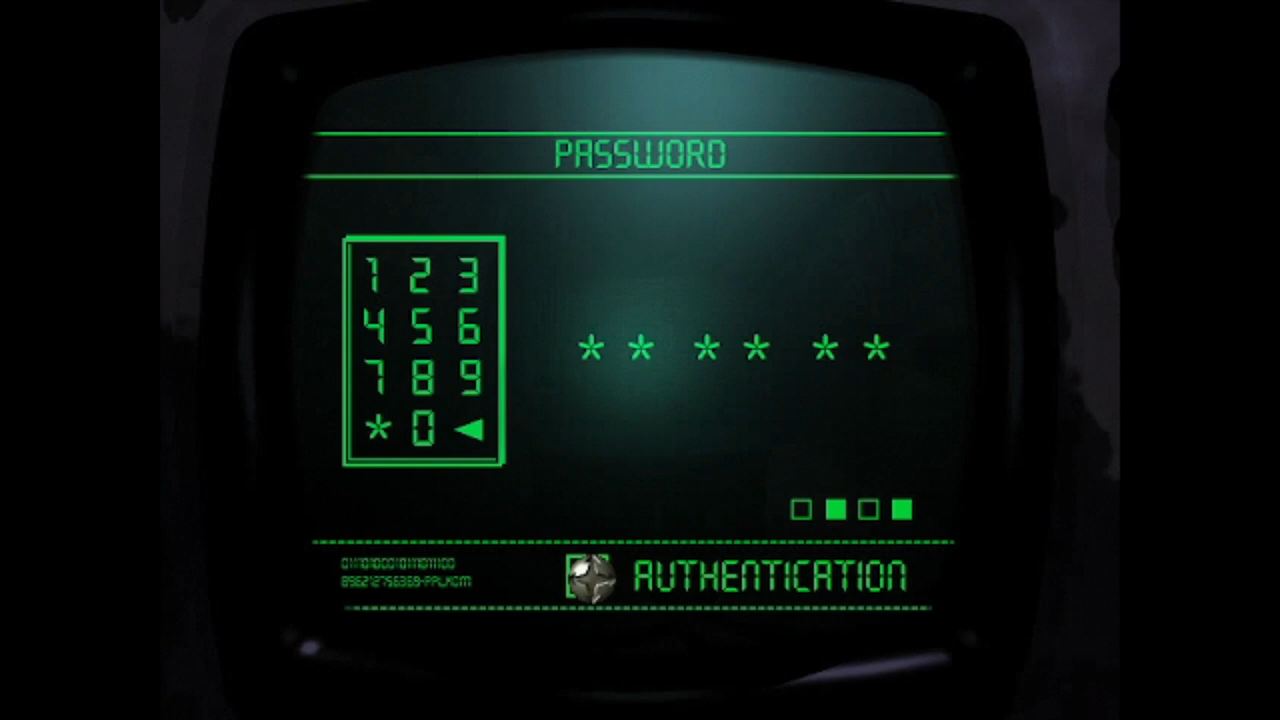 PASSWORD
1 2 3
4 5 6
7 8 9
* 0 ◄
* * * * * *
AUTHENTICATION